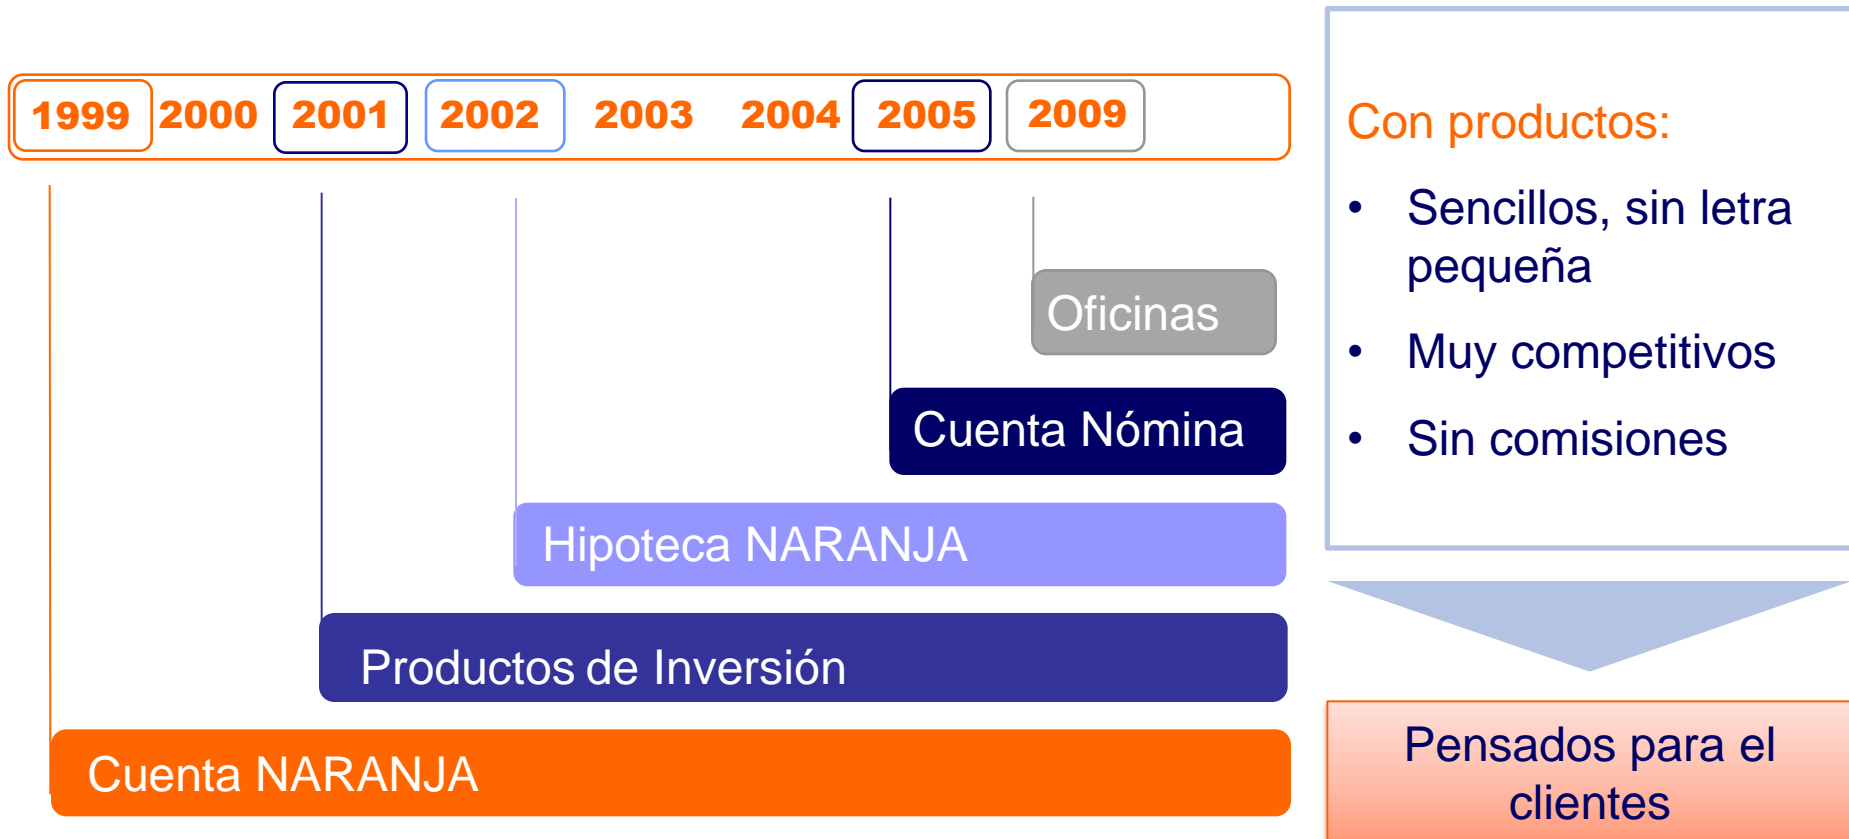 1999 2000 2001 2002 2003 2004 2005 2009
Oficinas
Cuenta Nómina
Hipoteca NARANJA
Productos de Inversión
Cuenta NARANJA
Con productos:
• Sencillos, sin letra
pequeña
• Muy competitivos
• Sin comisiones
Pensados para el
clientes